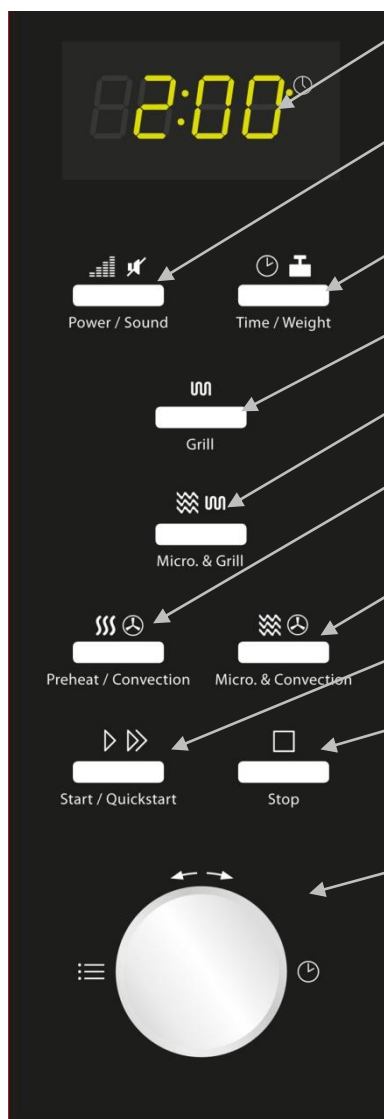 2:00
Power / Sound
Time / Weight
Grill
Micro. & Grill
Preheat / Convection
Micro. & Convection
Start / Quickstart
Stop